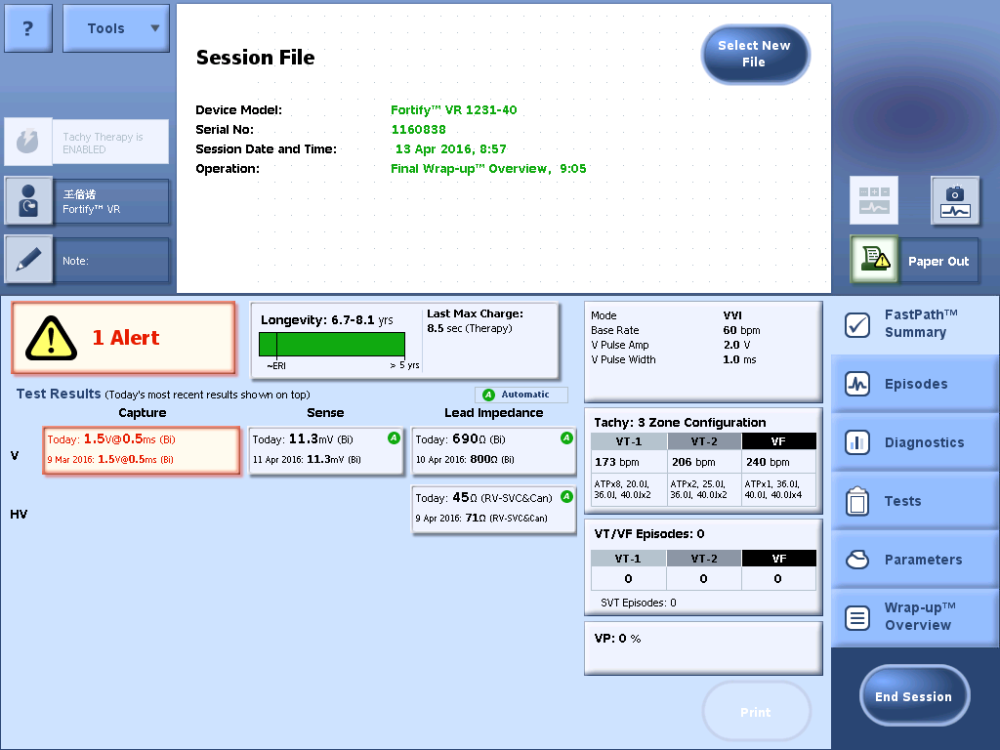 ?
Tools
Session File
Select New
File
Device Model: Fortify™ VR 1231-40
Serial No: 1160838
Session Date and Time: 13 Apr 2016, 8:57
Operation: Final Wrap-up™ Overview, 9:05
Tachy Therapy is
ENABLED
Fortify™ VR
Note:
Paper Out
1 Alert
Longevity: 6.7-8.1 yrs
~ERI > 5 yrs
Last Max Charge:
8.5 sec (Therapy)
Test Results (Today's most recent results shown on top)
A Automatic
Capture Sense Lead Impedance
V
Today: 1.5V@0.5ms (Bi)
9 Mar 2016: 1.5V@0.5ms (Bi)
Today: 11.3mV (Bi) A
11 Apr 2016: 11.3mV (Bi)
Today: 690Ω (Bi) A
10 Apr 2016: 800Ω (Bi)
HV
Today: 45Ω (RV-SVC&Can) A
9 Apr 2016: 71Ω (RV-SVC&Can)
Mode VVI
Base Rate 60 bpm
V Pulse Amp 2.0 V
V Pulse Width 1.0 ms
Tachy: 3 Zone Configuration
VT-1 VT-2 VF
173 bpm 206 bpm 240 bpm
ATPx8, 20.0J, ATPx2, 25.0J, ATPx1, 36.0J,
36.0J, 40.0Jx2 36.0J, 40.0Jx2 40.0J, 40.0Jx4
VT/VF Episodes: 0
VT-1 VT-2 VF
0 0 0
SVT Episodes: 0
VP: 0 %
Print
FastPath™
Summary
Episodes
Diagnostics
Tests
Parameters
Wrap-up™
Overview
End Session